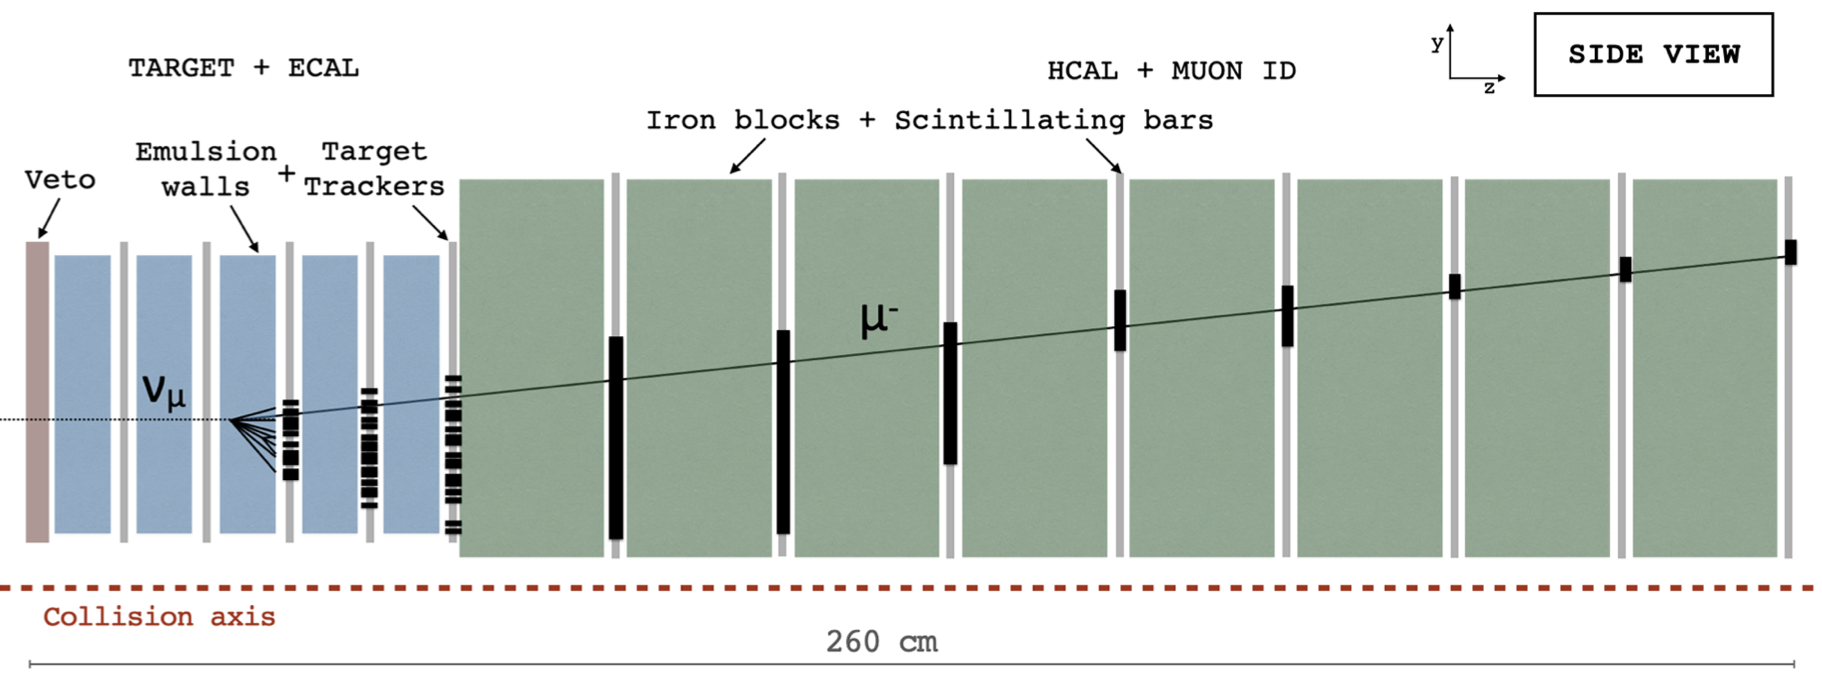 SIDE VIEW
y
z
TARGET + ECAL
HCAL + MUON ID
Iron blocks + Scintillating bars
Veto
Emulsion
walls
+
Target
Trackers
μ-
νμ
Collision axis
260 cm